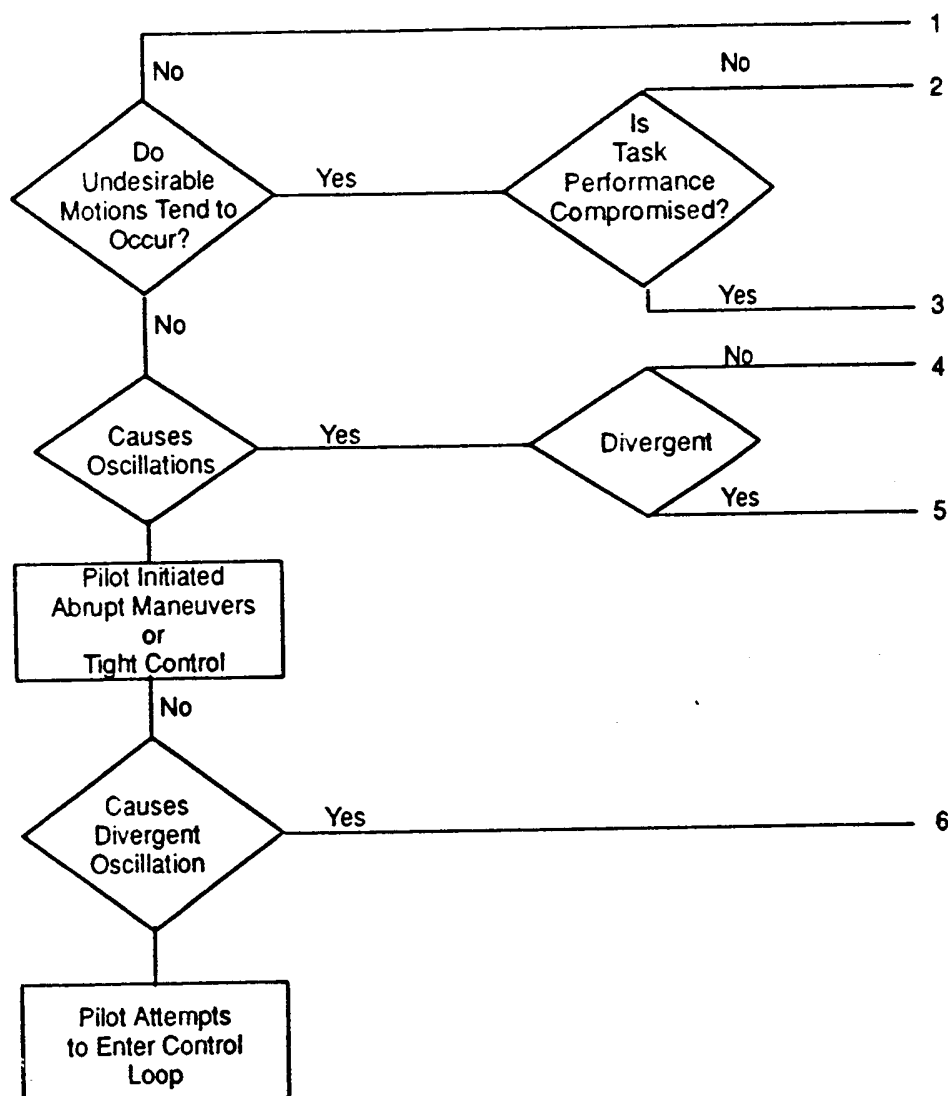 1
No
No
2
Do
Undesirable
Motions Tend to
Occur?
Yes
Is
Task
Performance
Compromised?
Yes
3
No
No
4
Causes
Oscillations
Yes
Divergent
Yes
5
Pilot Initiated
Abrupt Maneuvers
or
Tight Control
No
Causes
Divergent
Oscillation
Yes
6
Pilot Attempts
to Enter Control
Loop